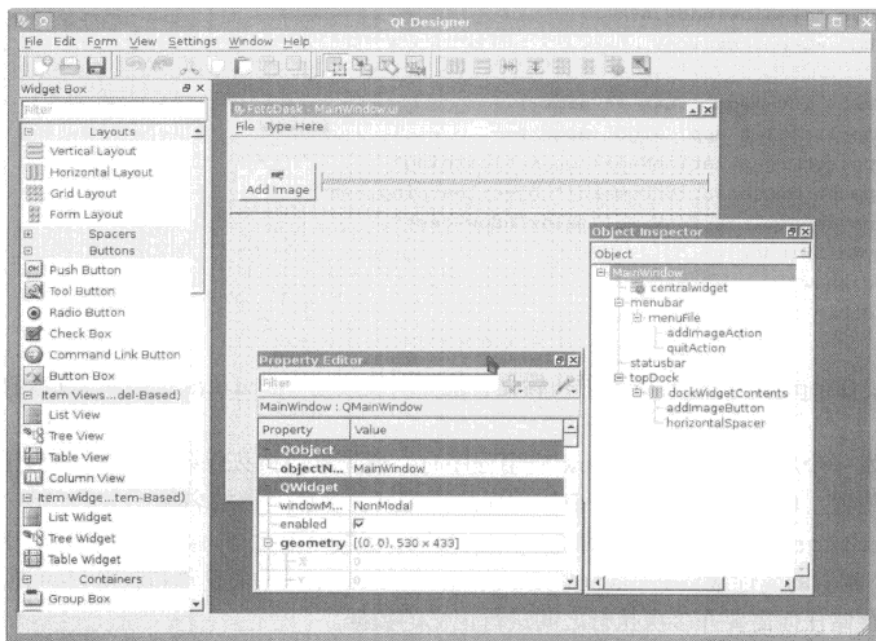 Qt Designer
File Edit Form View Settings Window Help
Widget Box
Filter
Layouts
Vertical Layout
Horizontal Layout
Grid Layout
Form Layout
Spacers
Buttons
OK
Push Button
Tool Button
Radio Button
Check Box
Command Link Button
Button Box
Item Views...del-Based)
List View
Tree View
Table View
Column View
Item Widge...tem-Based)
List Widget
Tree Widget
Table Widget
Containers
Group Box
FotoDesk - MainWindow.ui
File Type Here
Add Image
Property Editor
Filter
MainWindow : QMainWindow
Property Value
QObject
objectN... MainWindow
QWidget
windowM... NonModal
enabled
geometry [(0, 0), 530 × 433]
X 0
Y 0
Object Inspector
Object
MainWindow
centralwidget
menubar
menuFile
addImageAction
quitAction
statusbar
topDock
dockWidgetContents
addImageButton
horizontalSpacer